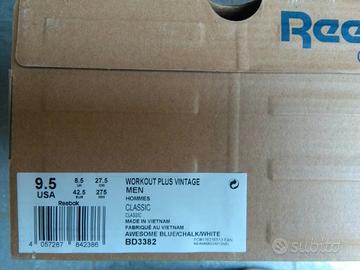 Reebok
9.5
USA
8.5
UK
27.5
CM
42.5
EUR
275
MM
Reebok
4 057287 842386
WORKOUT PLUS VINTAGE
MEN
HOMMES
CLASSIC
CLASSIC
MADE IN VIETNAM
FABRIQUÉ AU VIETNAM
AWESOME BLUE/CHALK/WHITE
BD3382
subito